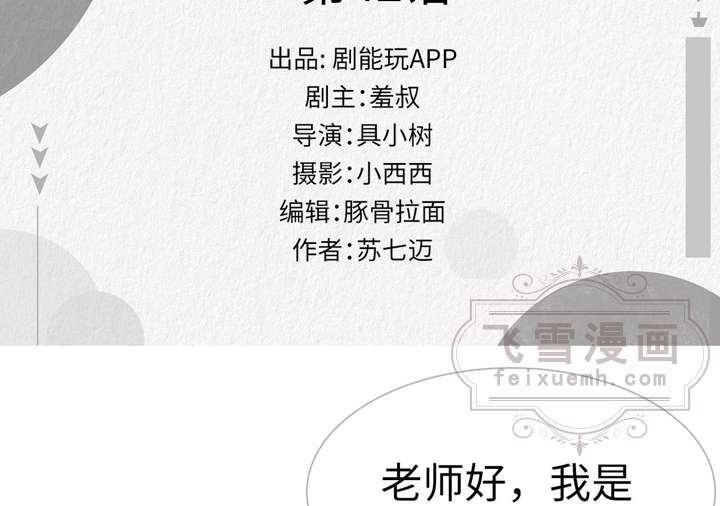 出品: 剧能玩APP
剧主:羞叔
导演:具小树
摄影:小西西
编辑:豚骨拉面
作者:苏七迈
飞雪漫画
feixuemh.com
老师好，我是